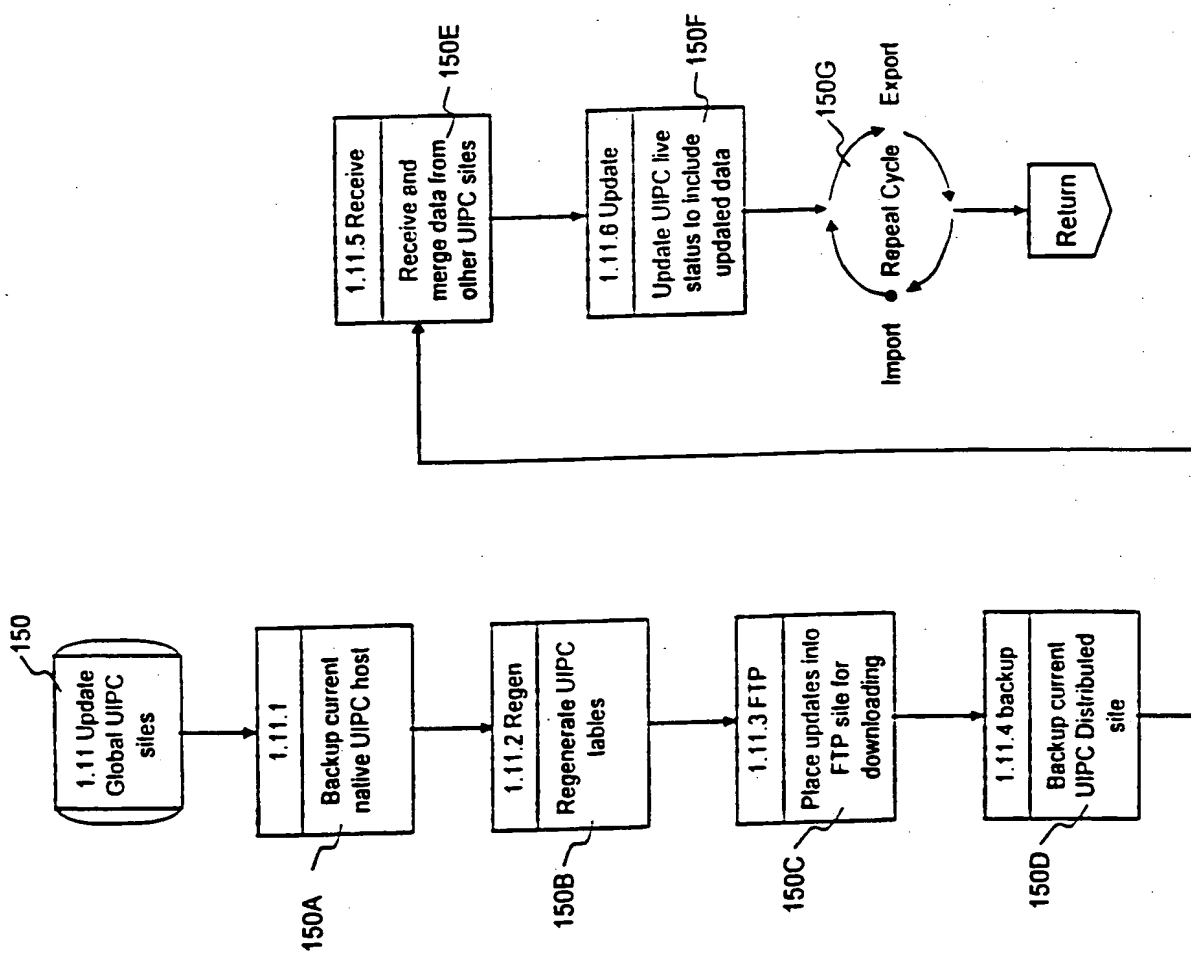 150
1.11 Update
Global UIPC
sites
1.11.1
Backup current
native UIPC host
150A
1.11.2 Regen
Regenerate UIPC
tables
150B
1.11.3 FTP
Place updates into
FTP site for
downloading
150C
1.11.4 backup
Backup current
UIPC Distributed
site
150D
1.11.5 Receive
Receive and
merge data from
other UIPC sites
150E
1.11.6 Update
Update UIPC live
status to include
updated data
150F
150G
Import
Repeat Cycle
Export
Return